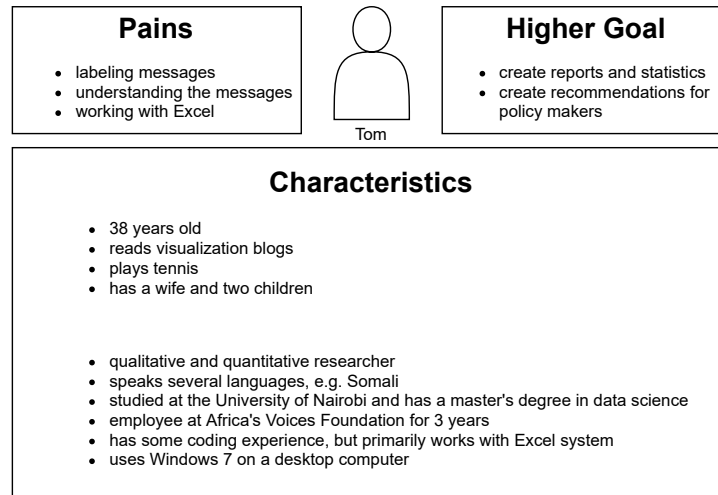 Pains
• labeling messages
• understanding the messages
• working with Excel
Tom
Higher Goal
• create reports and statistics
• create recommendations for
policy makers
Characteristics
• 38 years old
• reads visualization blogs
• plays tennis
• has a wife and two children
• qualitative and quantitative researcher
• speaks several languages, e.g. Somali
• studied at the University of Nairobi and has a master's degree in data science
• employee at Africa's Voices Foundation for 3 years
• has some coding experience, but primarily works with Excel system
• uses Windows 7 on a desktop computer